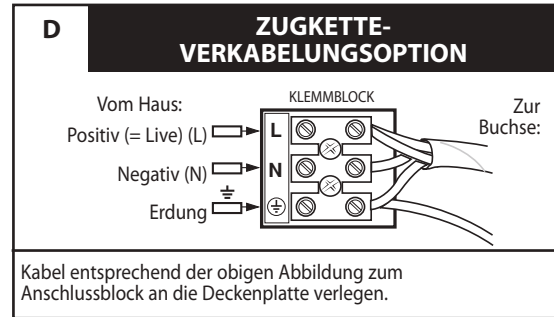 D
ZUGKETTE-
VERKABELUNGSOPTION
KLEMMBLOCK
Vom Haus:
Zur
Buchse:
Positiv (= Live) (L)
L
Negativ (N)
N
Erdung
Kabel entsprechend der obigen Abbildung zum
Anschlussblock an die Deckenplatte verlegen.